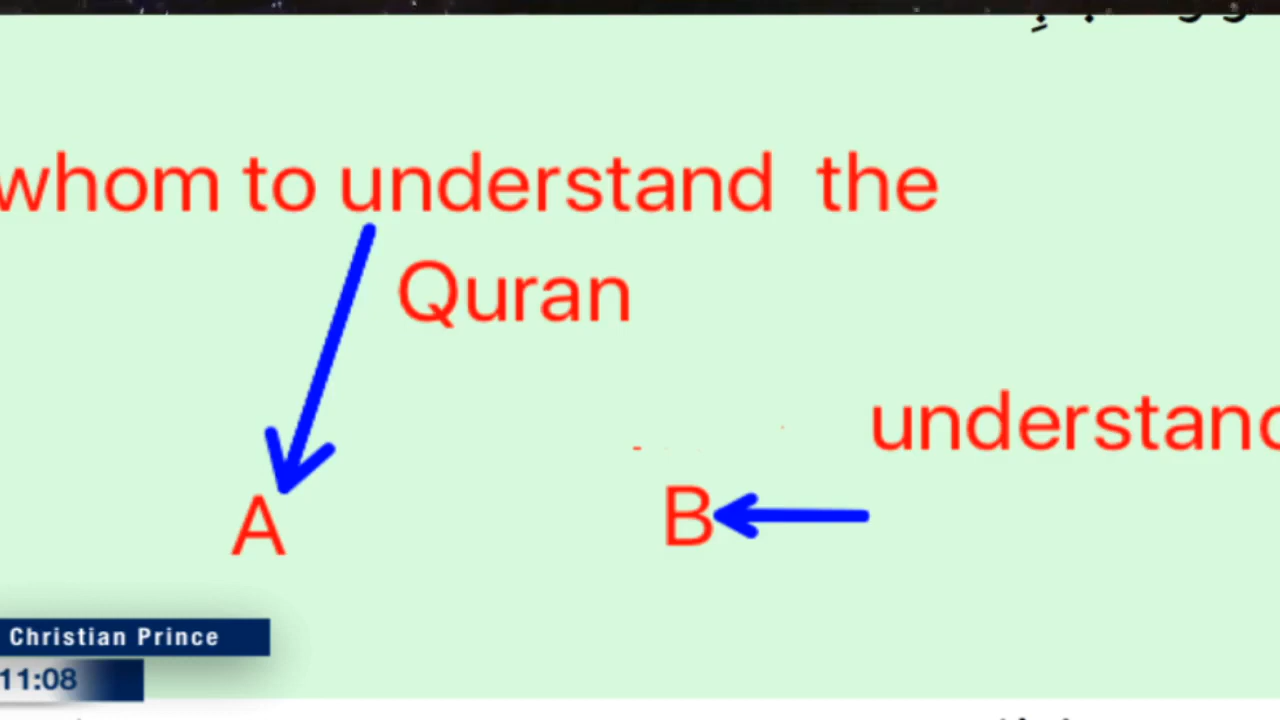 whom to understand the
Quran
understand
A
B
Christian Prince
11:08